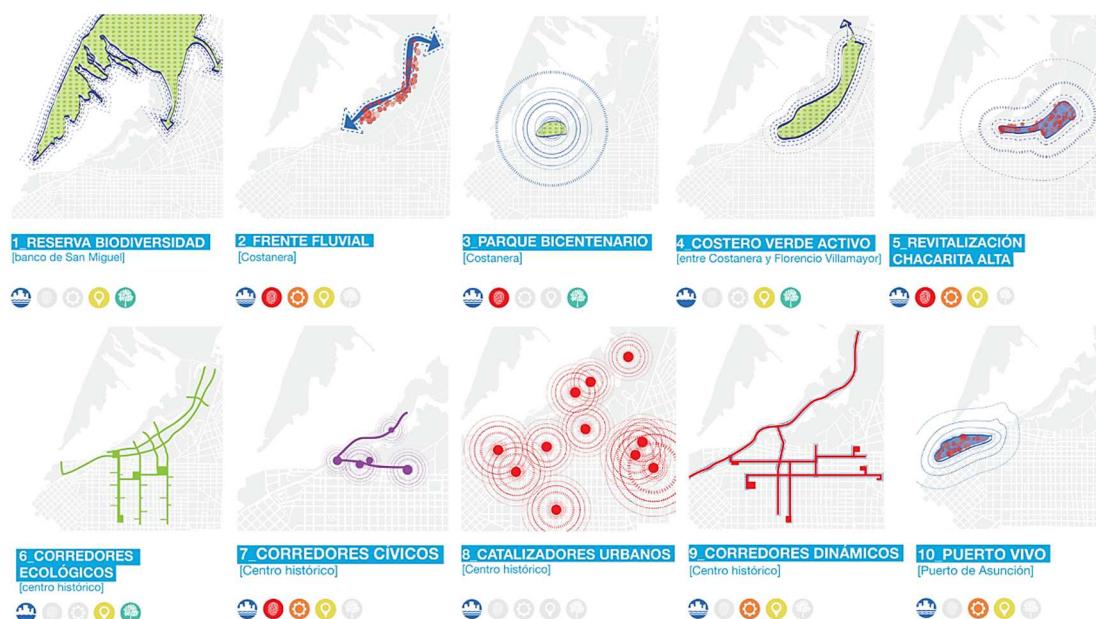 1_RESERVA BIODIVERSIDAD
[banco de San Miguel]
2_FRENTE FLUVIAL
[Costanera]
3_PARQUE BICENTENARIO
[Costanera]
4_COSTERO VERDE ACTIVO
[entre Costanera y Florencio Villamayor]
5_REVITALIZACIÓN
CHACARITA ALTA
6_CORREDORES
ECOLÓGICOS
[centro histórico]
7_CORREDORES CÍVICOS
[Centro histórico]
8_CATALIZADORES URBANOS
[Centro histórico]
9_CORREDORES DINÁMICOS
[Centro histórico]
10_PUERTO VIVO
[Puerto de Asunción]